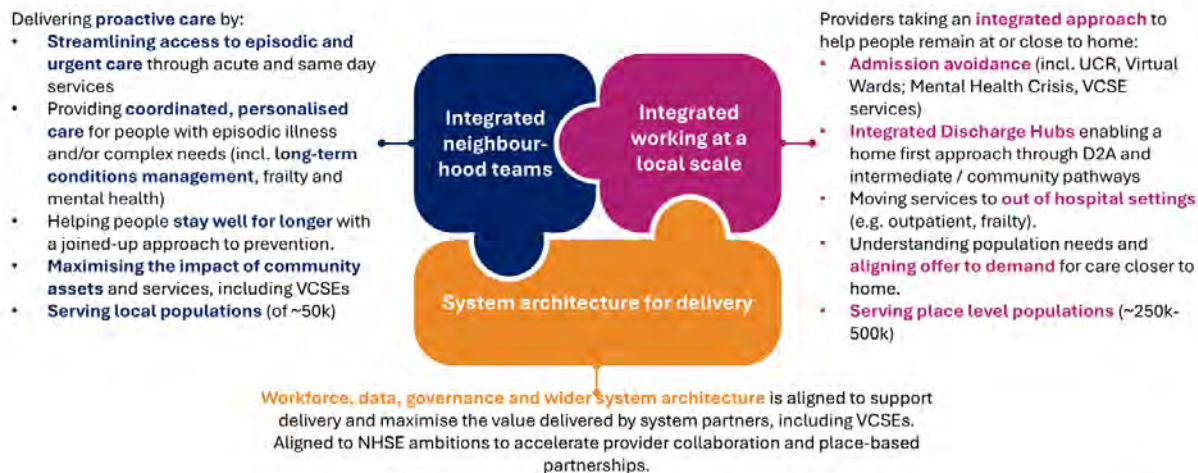 Delivering proactive care by:
• Streamlining access to episodic and
urgent care through acute and same day
services
• Providing coordinated, personalised
care for people with episodic illness
and/or complex needs (incl. long-term
conditions management, frailty and
mental health)
• Helping people stay well for longer with
a joined-up approach to prevention.
• Maximising the impact of community
assets and services, including VCSEs
• Serving local populations (of ~50k)
Integrated
neighbour-
hood teams
Integrated
working at a
local scale
System architecture for delivery
Providers taking an integrated approach to
help people remain at or close to home:
• Admission avoidance (incl. UCR, Virtual
Wards; Mental Health Crisis, VCSE
services)
• Integrated Discharge Hubs enabling a
home first approach through D2A and
intermediate / community pathways
• Moving services to out of hospital settings
(e.g. outpatient, frailty).
• Understanding population needs and
aligning offer to demand for care closer to
home.
• Serving place level populations (~250k-
500k)
Workforce, data, governance and wider system architecture is aligned to support
delivery and maximise the value delivered by system partners, including VCSEs.
Aligned to NHSE ambitions to accelerate provider collaboration and place-based
partnerships.